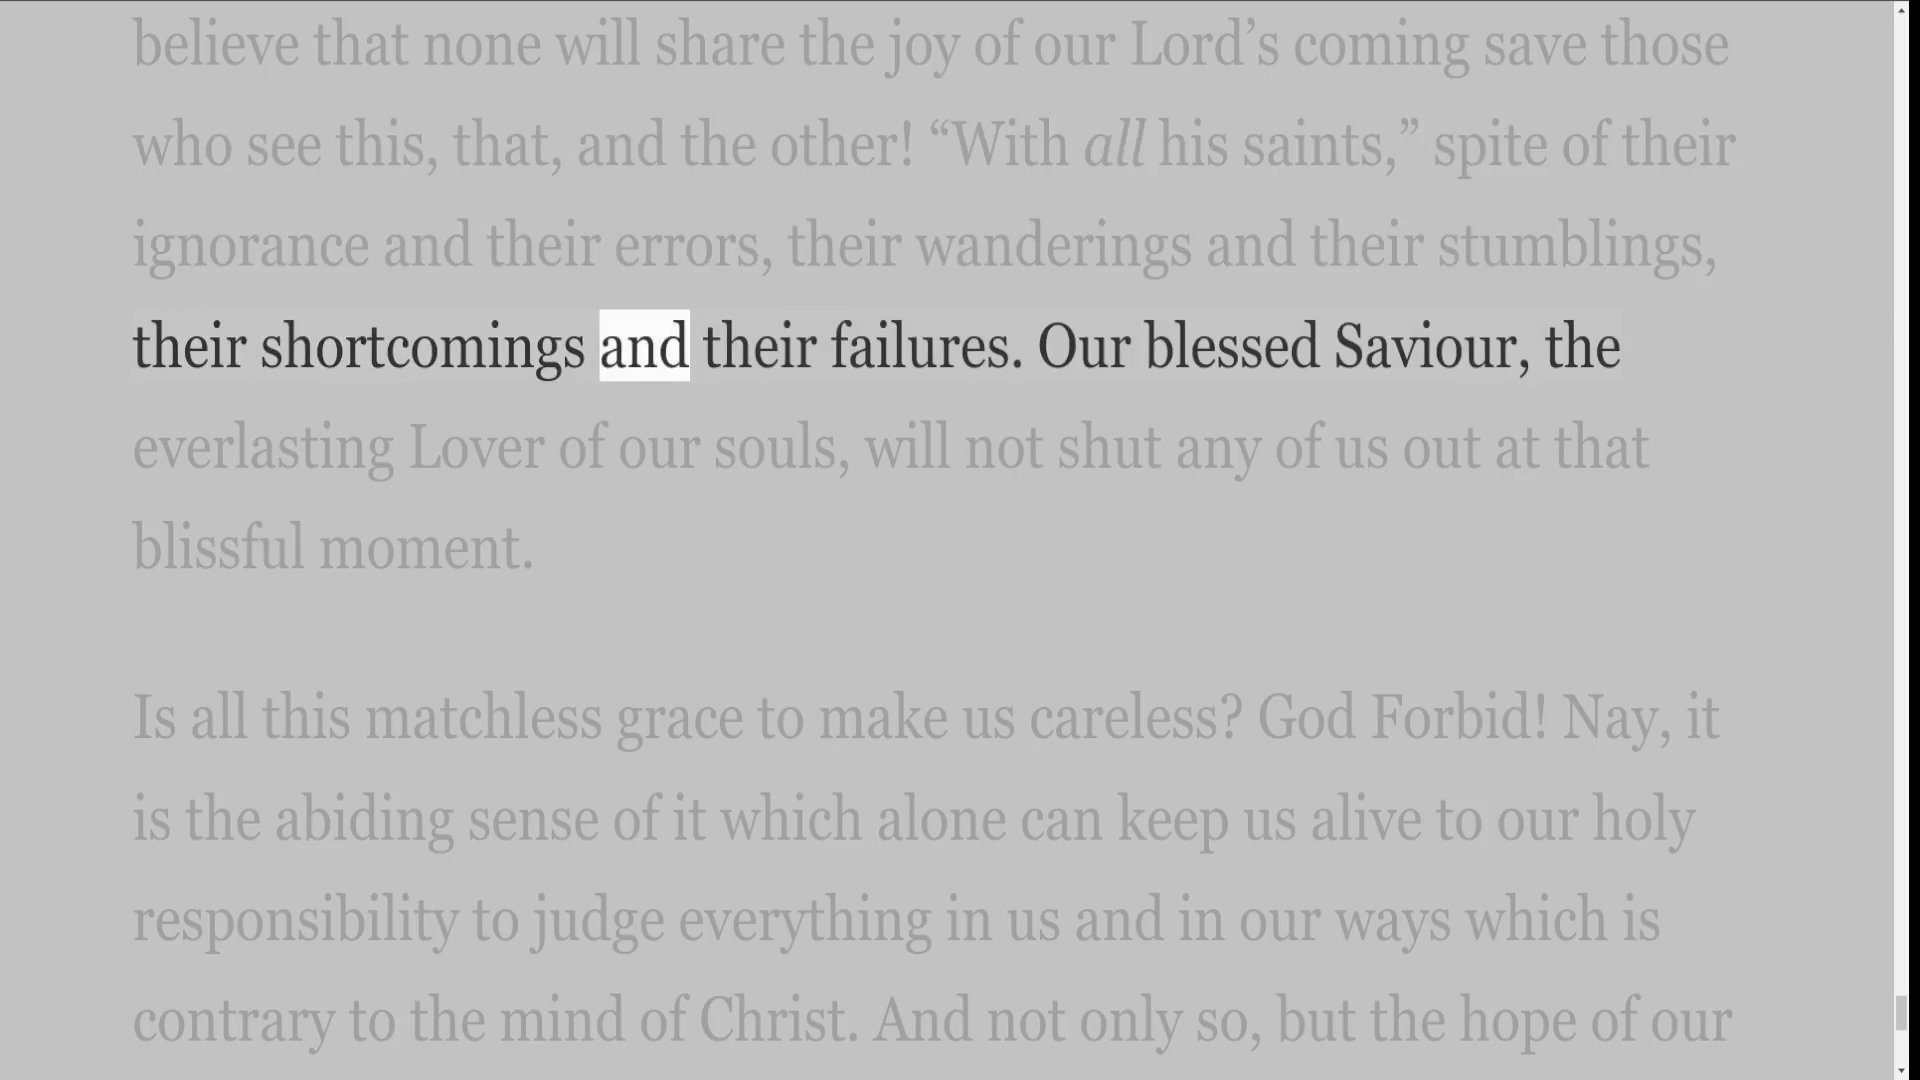 believe that none will share the joy of our Lord’s coming save those
who see this, that, and the other! “With all his saints,” spite of their
ignorance and their errors, their wanderings and their stumblings,
their shortcomings and their failures. Our blessed Saviour, the
everlasting Lover of our souls, will not shut any of us out at that
blissful moment.
Is all this matchless grace to make us careless? God Forbid! Nay, it
is the abiding sense of it which alone can keep us alive to our holy
responsibility to judge everything in us and in our ways which is
contrary to the mind of Christ. And not only so, but the hope of our